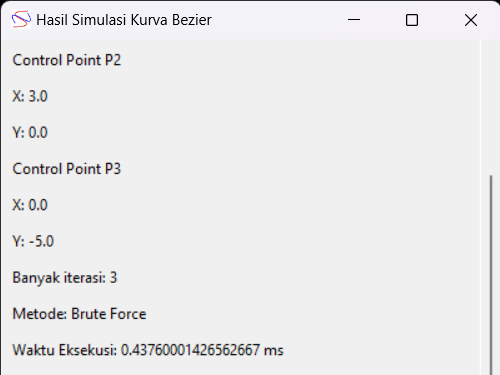 Hasil Simulasi Kurva Bezier
Control Point P2
X: 3.0
Y: 0.0
Control Point P3
X: 0.0
Y: -5.0
Banyak iterasi: 3
Metode: Brute Force
Waktu Eksekusi: 0.43760001426562667 ms